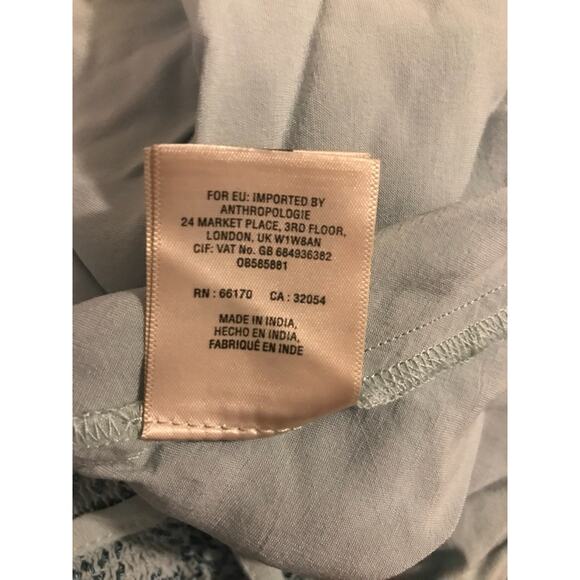 FOR EU: IMPORTED BY
ANTHROPOLOGIE
24 MARKET PLACE, 3RD FLOOR,
LONDON, UK W1W8AN
CIF: VAT No. GB 684936382
OB585881
RN : 66170 CA : 32054
MADE IN INDIA,
HECHO EN INDIA,
FABRIQUÉ EN INDE